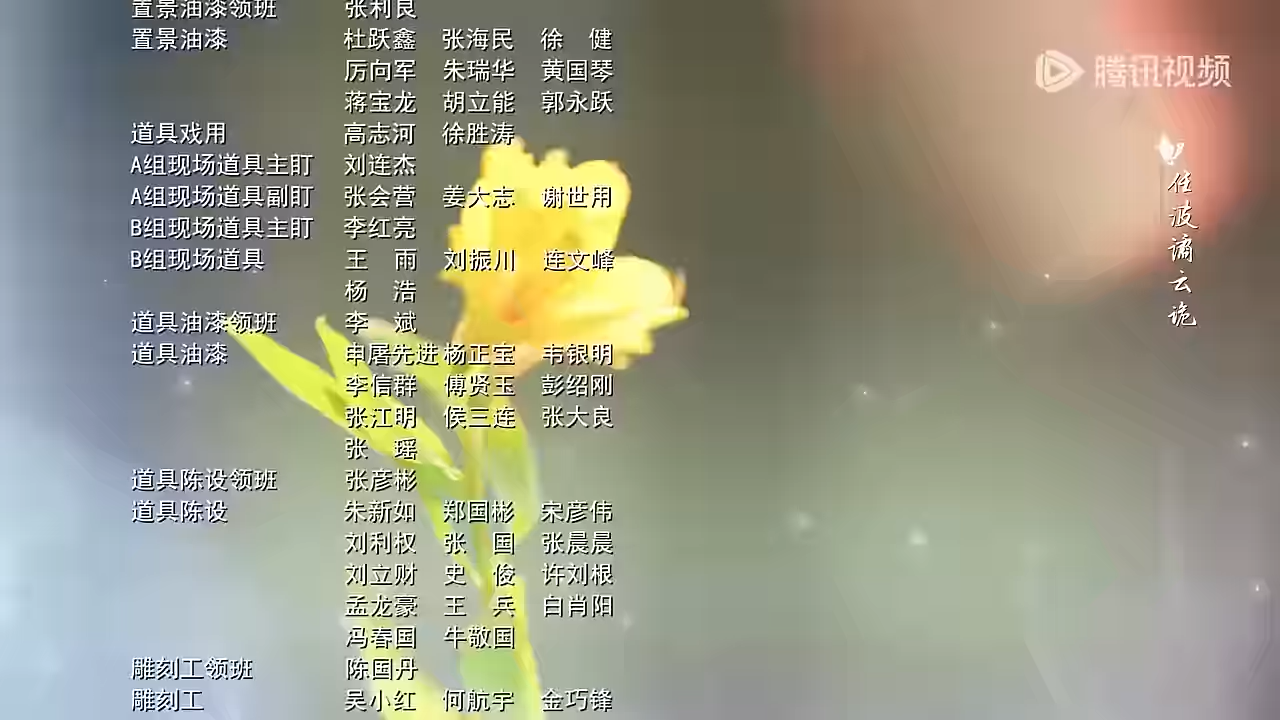 置景油漆领班 张利良
置景油漆 杜跃鑫 张海民 徐 健
厉向军 朱瑞华 黄国琴
蒋宝龙 胡立能 郭永跃
道具戏用 高志河 徐胜涛
A组现场道具主盯 刘连杰
A组现场道具副盯 张会营 姜大志 谢世用
B组现场道具主盯 李红亮
B组现场道具 王 雨 刘振川 连文峰
杨 浩
道具油漆领班 李 斌
道具油漆 申屠先进 杨正宝 韦银明
李信群 傅贤玉 彭绍刚
张江明 侯三连 张大良
张 瑶
道具陈设领班 张彦彬
道具陈设 朱新如 郑国彬 宋彦伟
刘利权 张 国 张晨晨
刘立财 史 俊 许刘根
孟龙豪 王 兵 白肖阳
冯春国 牛敬国
雕刻工领班 陈国丹
雕刻工 吴小红 何航宇 金巧锋
腾讯视频
任波谲云诡